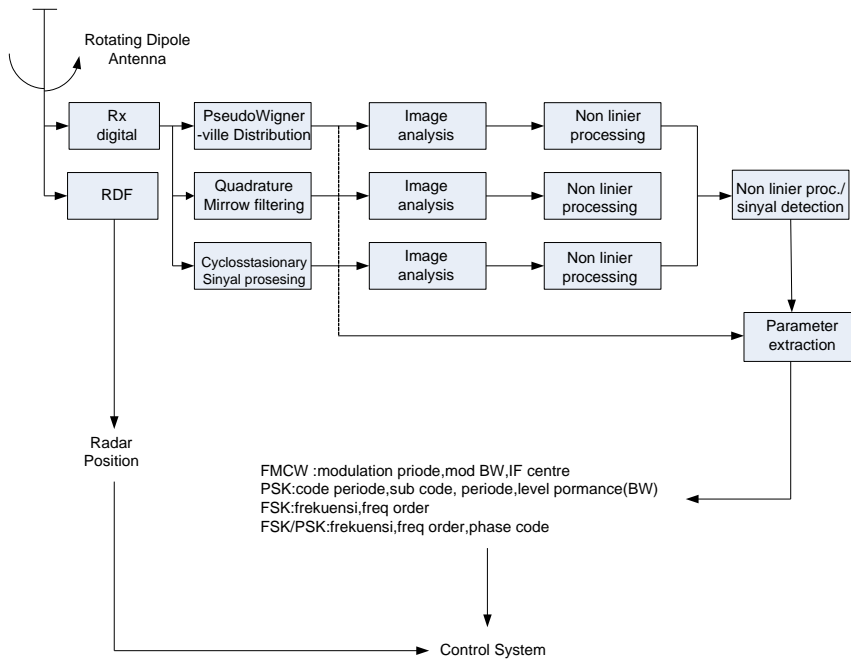 Rotating Dipole
Antenna
Rx
digital
PseudoWigner
-ville Distribution
Image
analysis
Non linier
processing
RDF
Quadrature
Mirrow filtering
Image
analysis
Non linier
processing
Non linier proc./
sinyal detection
Cyclosstasionary
Sinyal prosesing
Image
analysis
Non linier
processing
Parameter
extraction
Radar
Position
FMCW :modulation priode,mod BW,IF centre
PSK:code periode,sub code, periode,level pormance(BW)
FSK:frekuensi,freq order
FSK/PSK:frekuensi,freq order,phase code
Control System